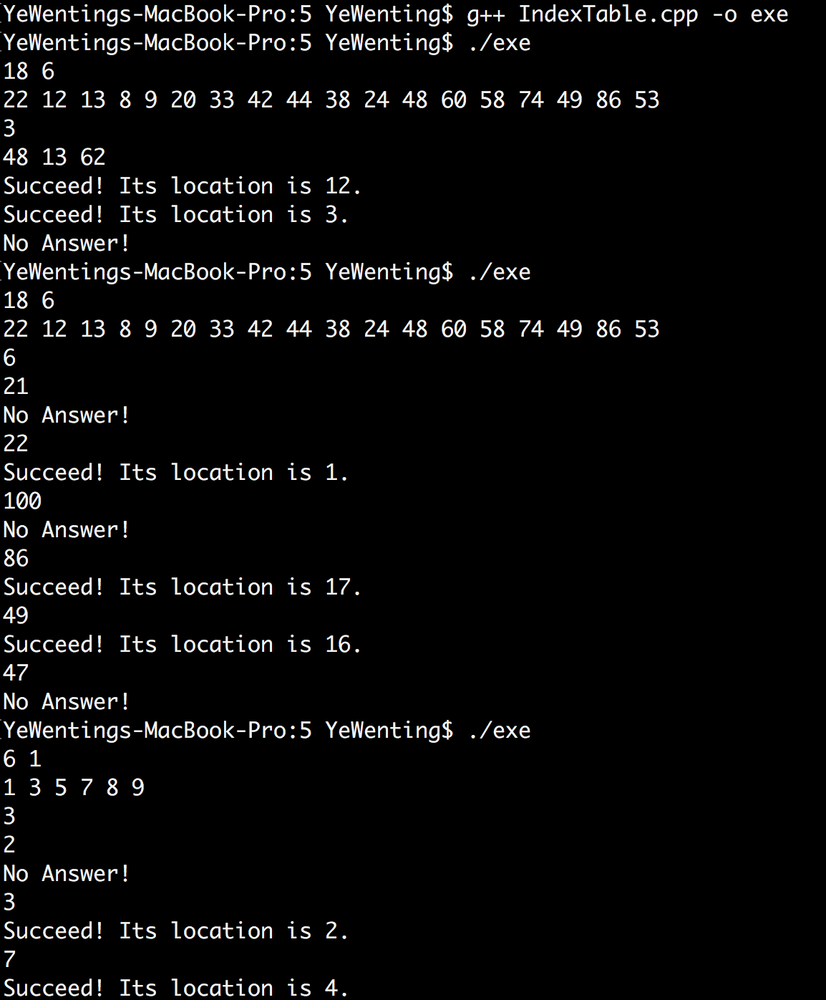 YeWentings-MacBook-Pro:5 YeWenting$ g++ IndexTable.cpp -o exe
YeWentings-MacBook-Pro:5 YeWenting$ ./exe
18 6
22 12 13 8 9 20 33 42 44 38 24 48 60 58 74 49 86 53
3
48 13 62
Succeed! Its location is 12.
Succeed! Its location is 3.
No Answer!
YeWentings-MacBook-Pro:5 YeWenting$ ./exe
18 6
22 12 13 8 9 20 33 42 44 38 24 48 60 58 74 49 86 53
6
21
No Answer!
22
Succeed! Its location is 1.
100
No Answer!
86
Succeed! Its location is 17.
49
Succeed! Its location is 16.
47
No Answer!
YeWentings-MacBook-Pro:5 YeWenting$ ./exe
6 1
1 3 5 7 8 9
3
2
No Answer!
3
Succeed! Its location is 2.
7
Succeed! Its location is 4.